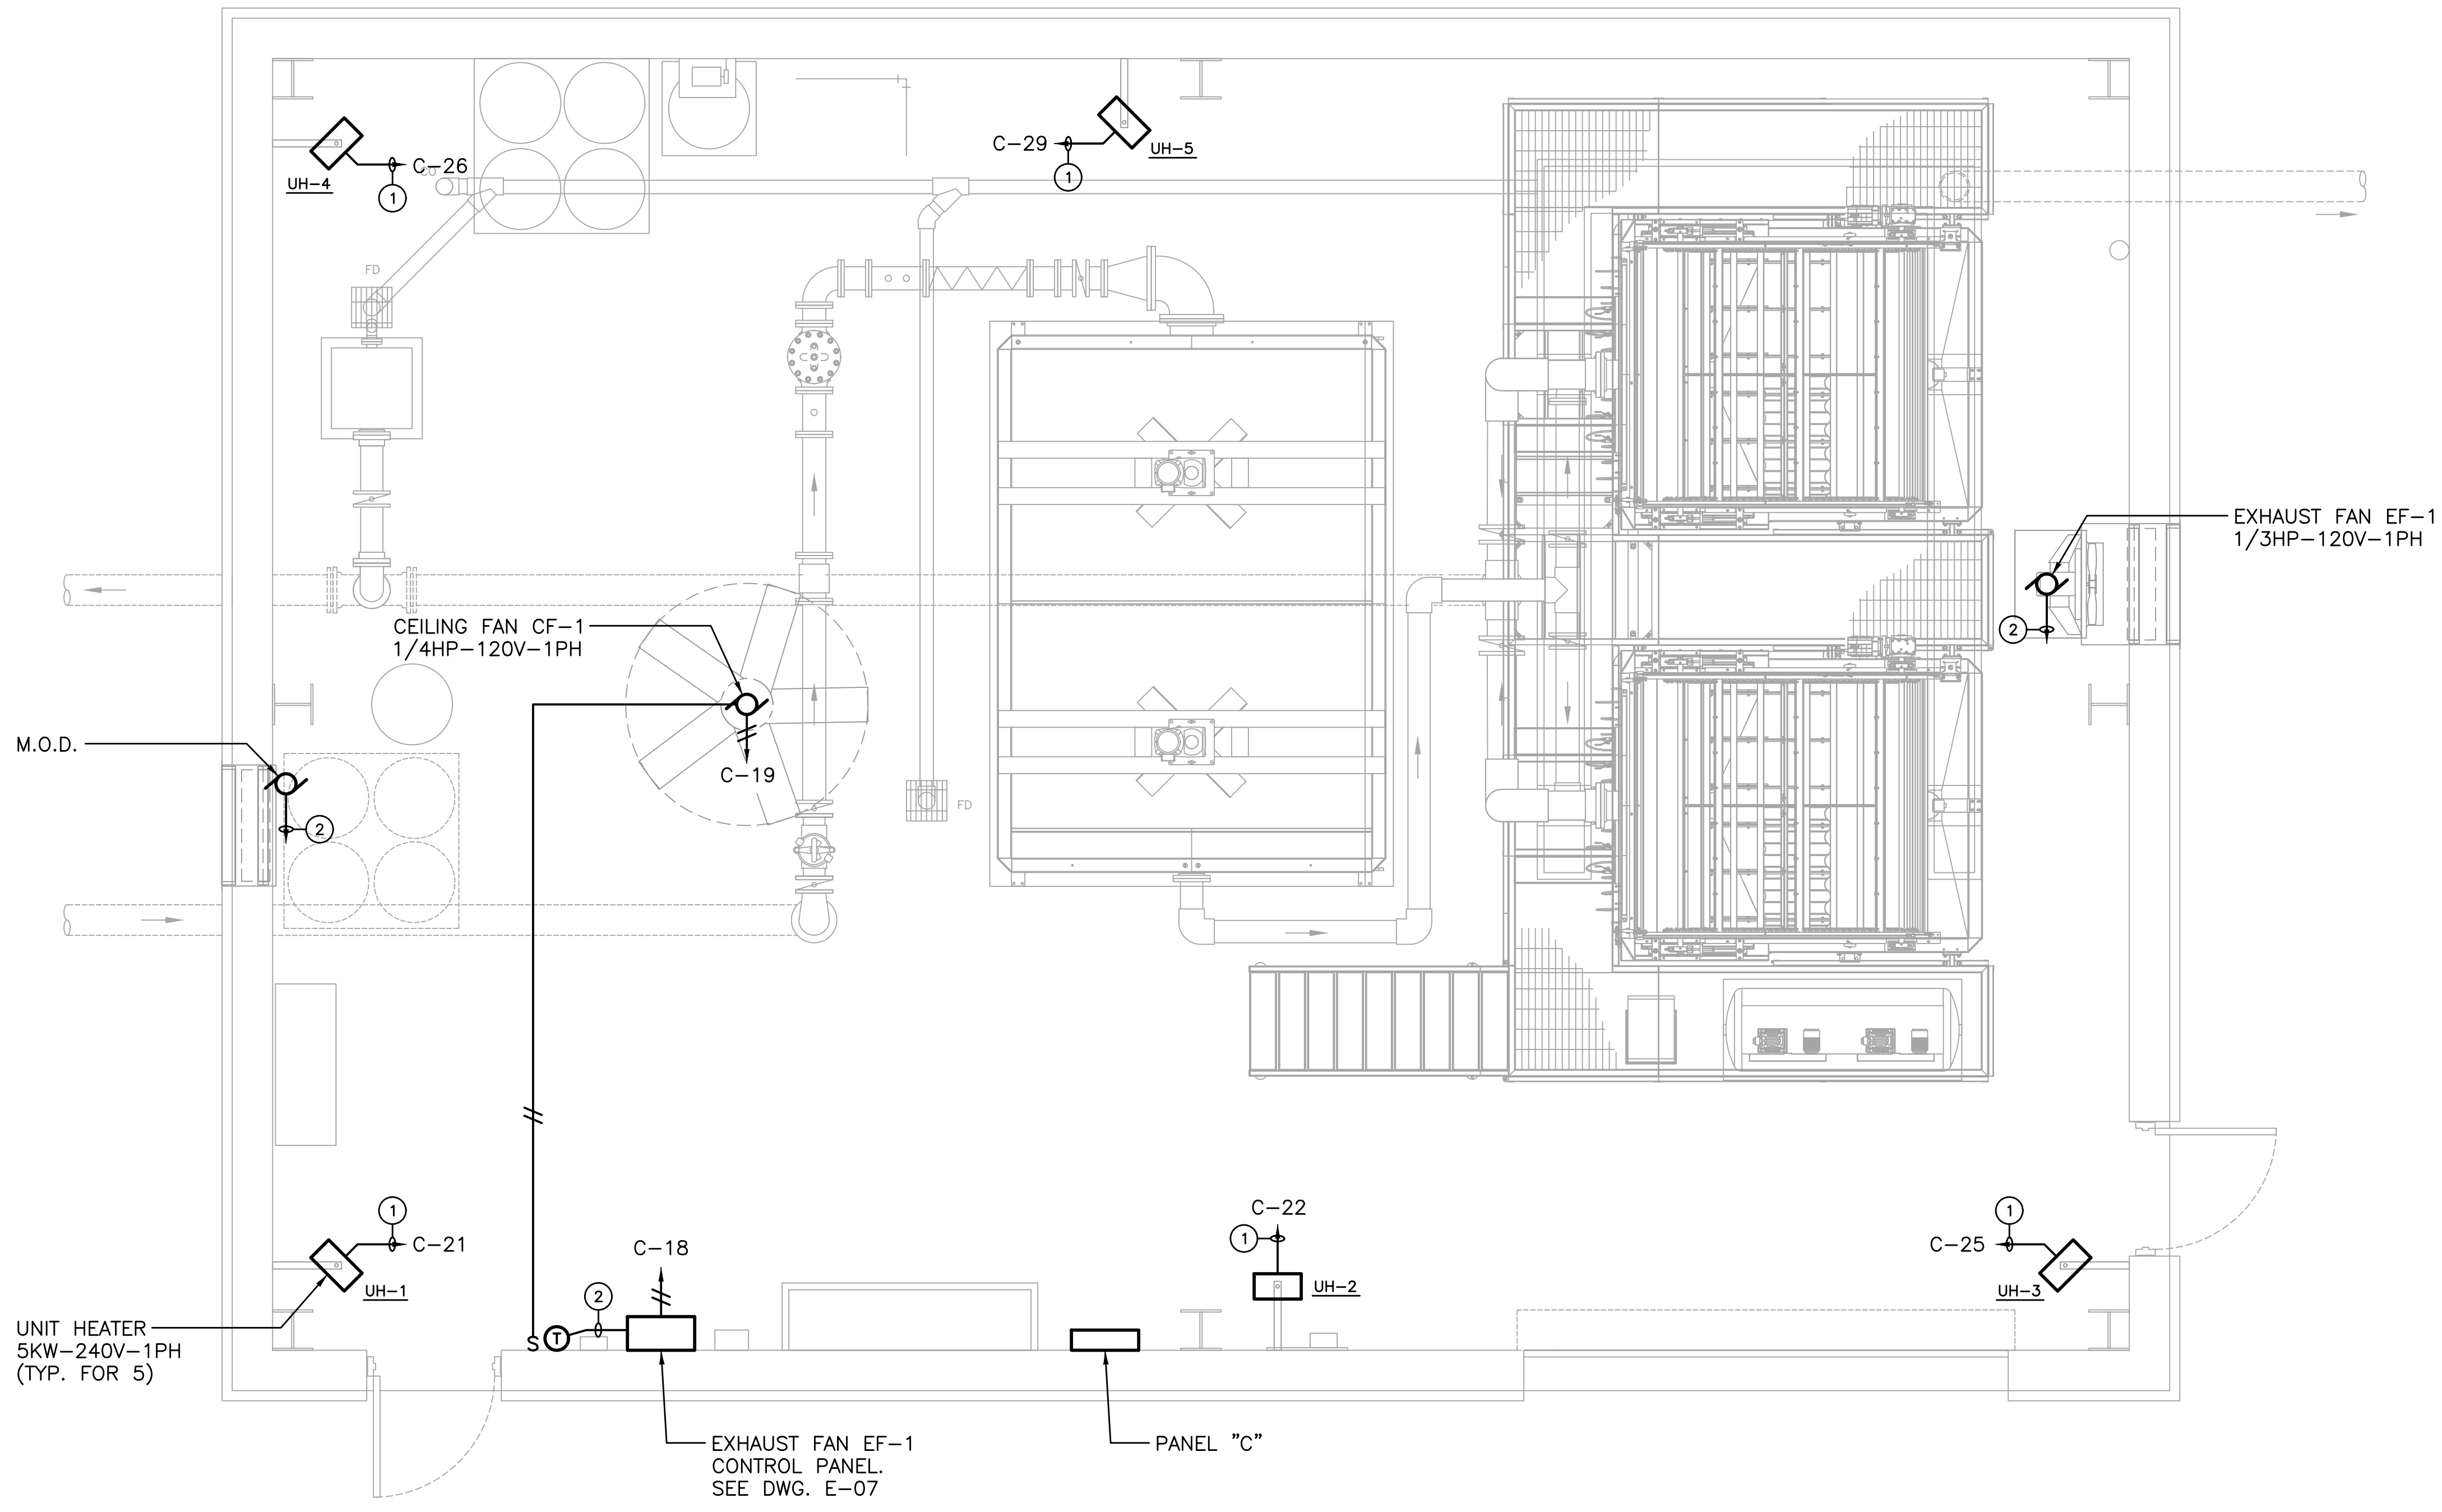 C-26
CO
1
UH-4
C-29
1
UH-5
FD
EXHAUST FAN EF-1
1/3HP-120V-1PH
2
CEILING FAN CF-1
1/4HP-120V-1PH
C-19
M.O.D.
2
FD
1
C-21
UH-1
UNIT HEATER
5KW-240V-1PH
(TYP. FOR 5)
C-18
2
S
T
C-22
1
UH-2
1
C-25
UH-3
EXHAUST FAN EF-1
CONTROL PANEL.
SEE DWG. E-07
PANEL "C"